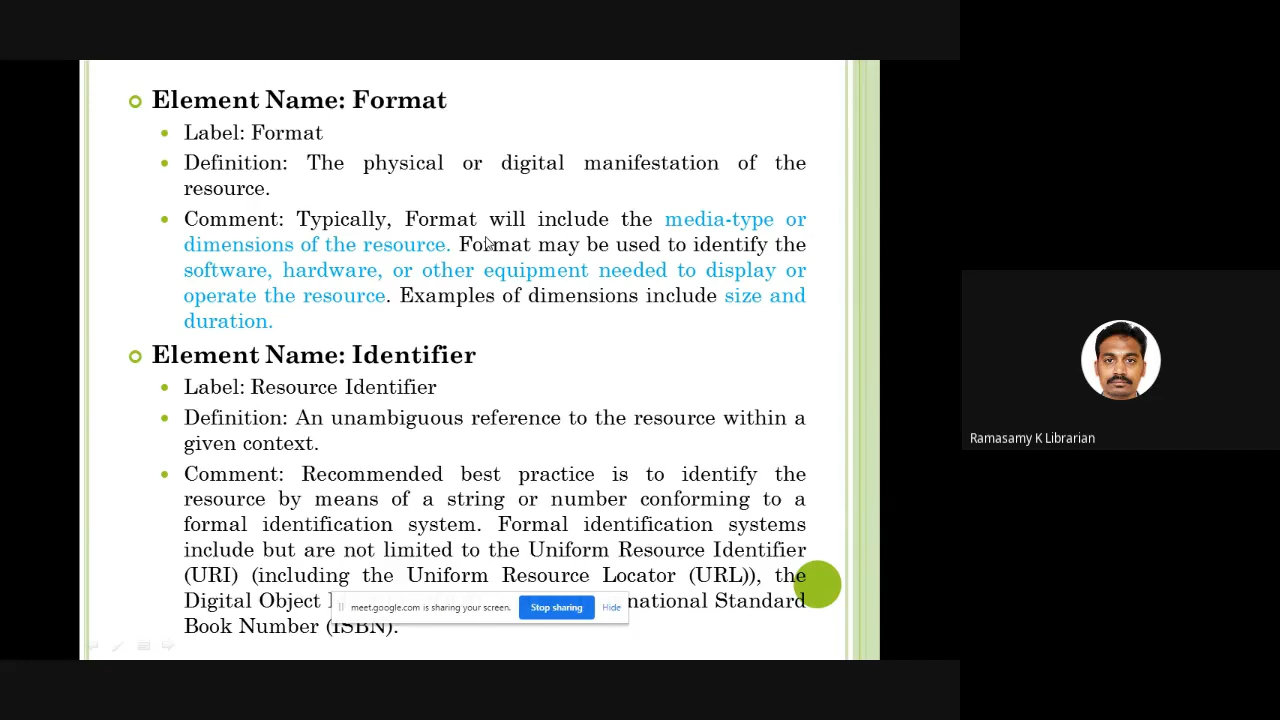 Element Name: Format
Label: Format
Definition: The physical or digital manifestation of the
resource.
Comment: Typically, Format will include the media-type or
dimensions of the resource. Format may be used to identify the
software, hardware, or other equipment needed to display or
operate the resource. Examples of dimensions include size and
duration.
Element Name: Identifier
Label: Resource Identifier
Definition: An unambiguous reference to the resource within a
given context.
Comment: Recommended best practice is to identify the
resource by means of a string or number conforming to a
formal identification system. Formal identification systems
include but are not limited to the Uniform Resource Identifier
(URI) (including the Uniform Resource Locator (URL)), the
Digital Object national Standard
Book Number (ISBN).
meet.google.com is sharing your screen. Stop sharing Hide
Ramasamy K Librarian